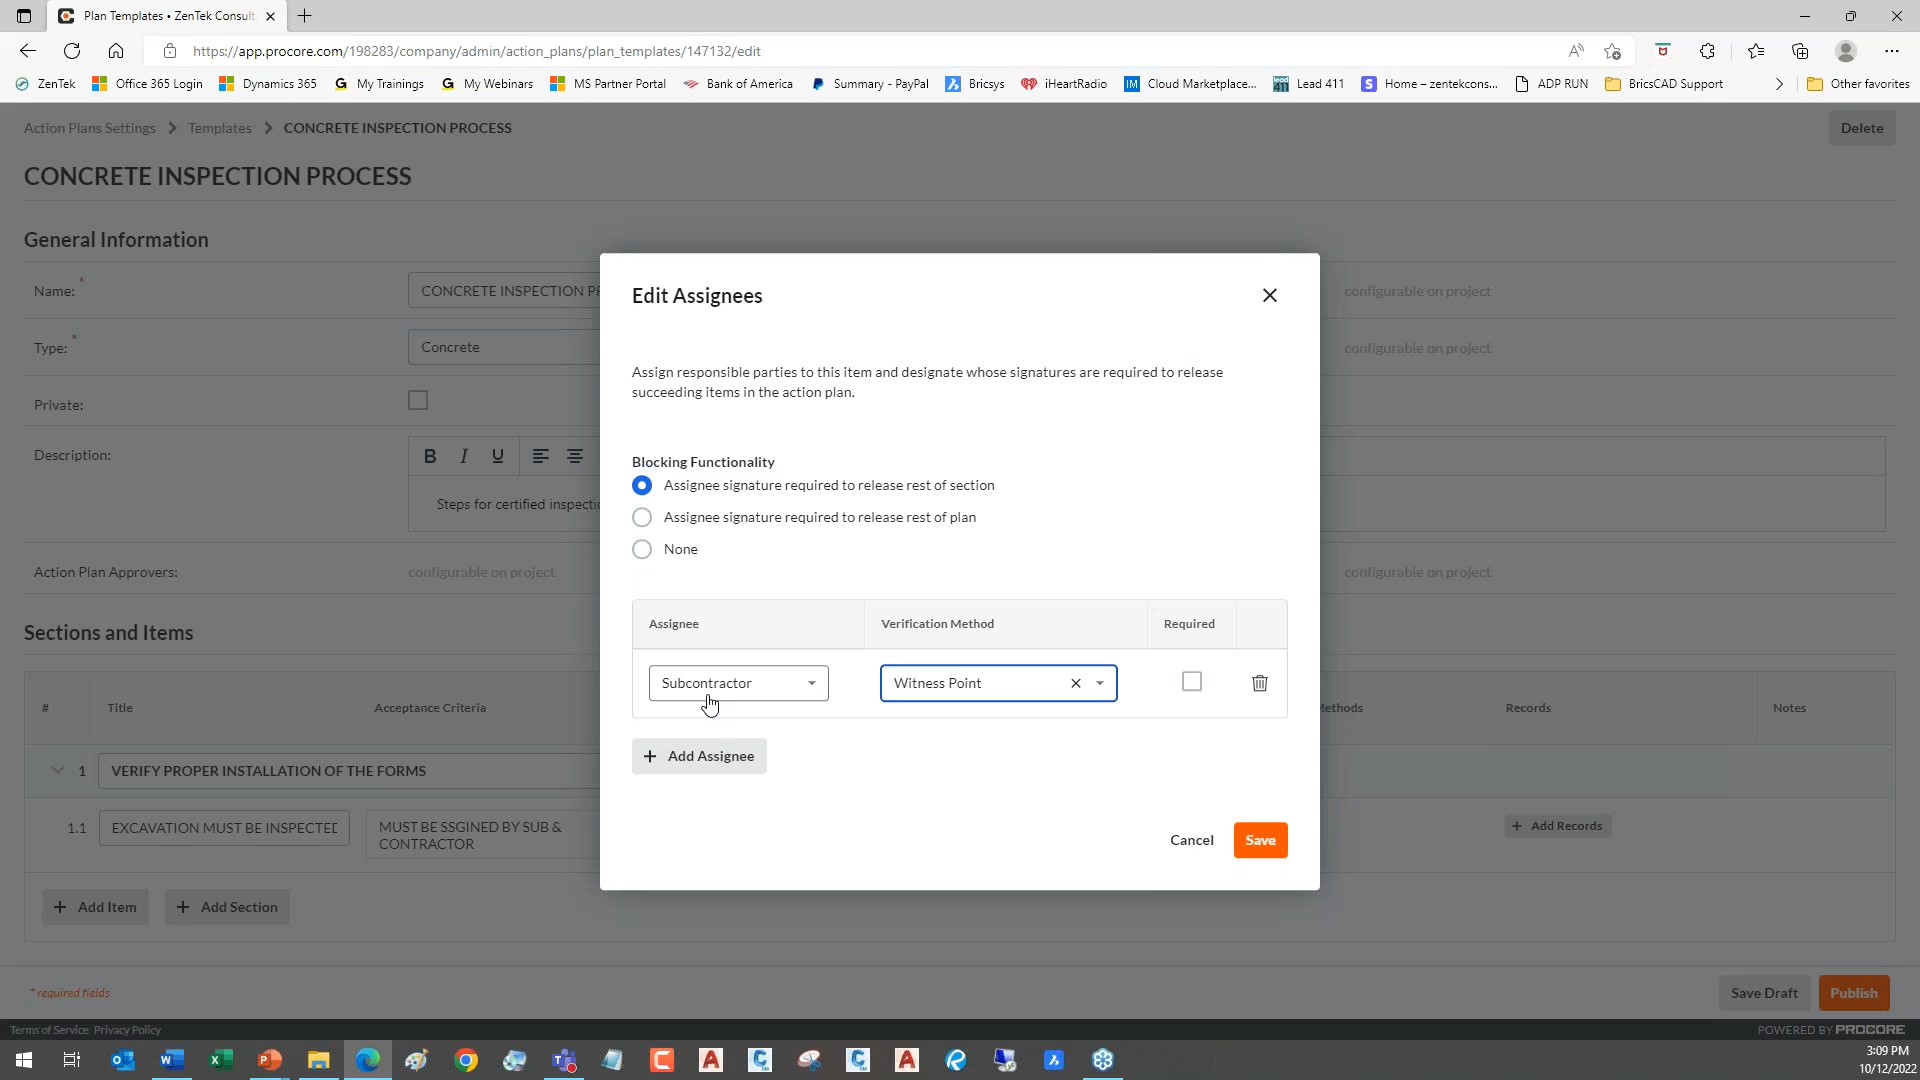 Plan Templates • ZenTek Consult
https://app.procore.com/198283/company/admin/action_plans/plan_templates/147132/edit
ZenTek
Office 365 Login
Dynamics 365
My Trainings
My Webinars
MS Partner Portal
Bank of America
Summary - PayPal
Bricsys
iHeartRadio
Cloud Marketplace...
Lead 411
Home – zentekcons...
ADP RUN
BricsCAD Support
Other favorites
Action Plans Settings > Templates > CONCRETE INSPECTION PROCESS
Delete
CONCRETE INSPECTION PROCESS
General Information
Name: *
CONCRETE INSPECTION PR
configurable on project
Type: *
Concrete
configurable on project
Private:
Description:
B I U
Steps for certified inspectic
Action Plan Approvers:
configurable on project
configurable on project
Sections and Items
# Title Acceptance Criteria Methods Records Notes
1 VERIFY PROPER INSTALLATION OF THE FORMS
1.1 EXCAVATION MUST BE INSPECTED
MUST BE SSGINED BY SUB &
CONTRACTOR
+ Add Records
+ Add Item
+ Add Section
Edit Assignees
Assign responsible parties to this item and designate whose signatures are required to release
succeeding items in the action plan.
Blocking Functionality
Assignee signature required to release rest of section
Assignee signature required to release rest of plan
None
Assignee Verification Method Required
Subcontractor Witness Point
+ Add Assignee
Cancel
Save
* required fields
Save Draft
Publish
Terms of Service Privacy Policy
POWERED BY PROCORE
3:09 PM
10/12/2022